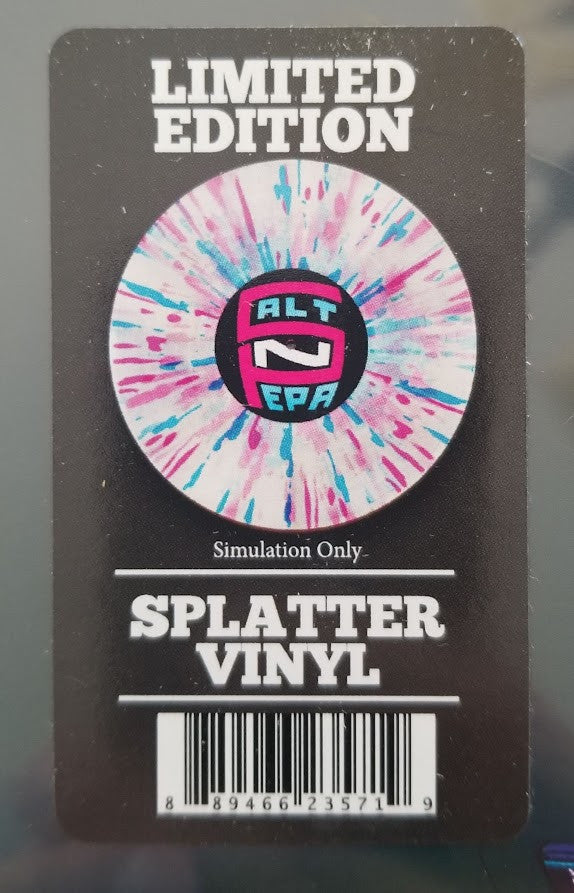 LIMITED
EDITION
SALT
N
PEPA
Simulation Only
SPLATTER
VINYL
8 89466 23571 9